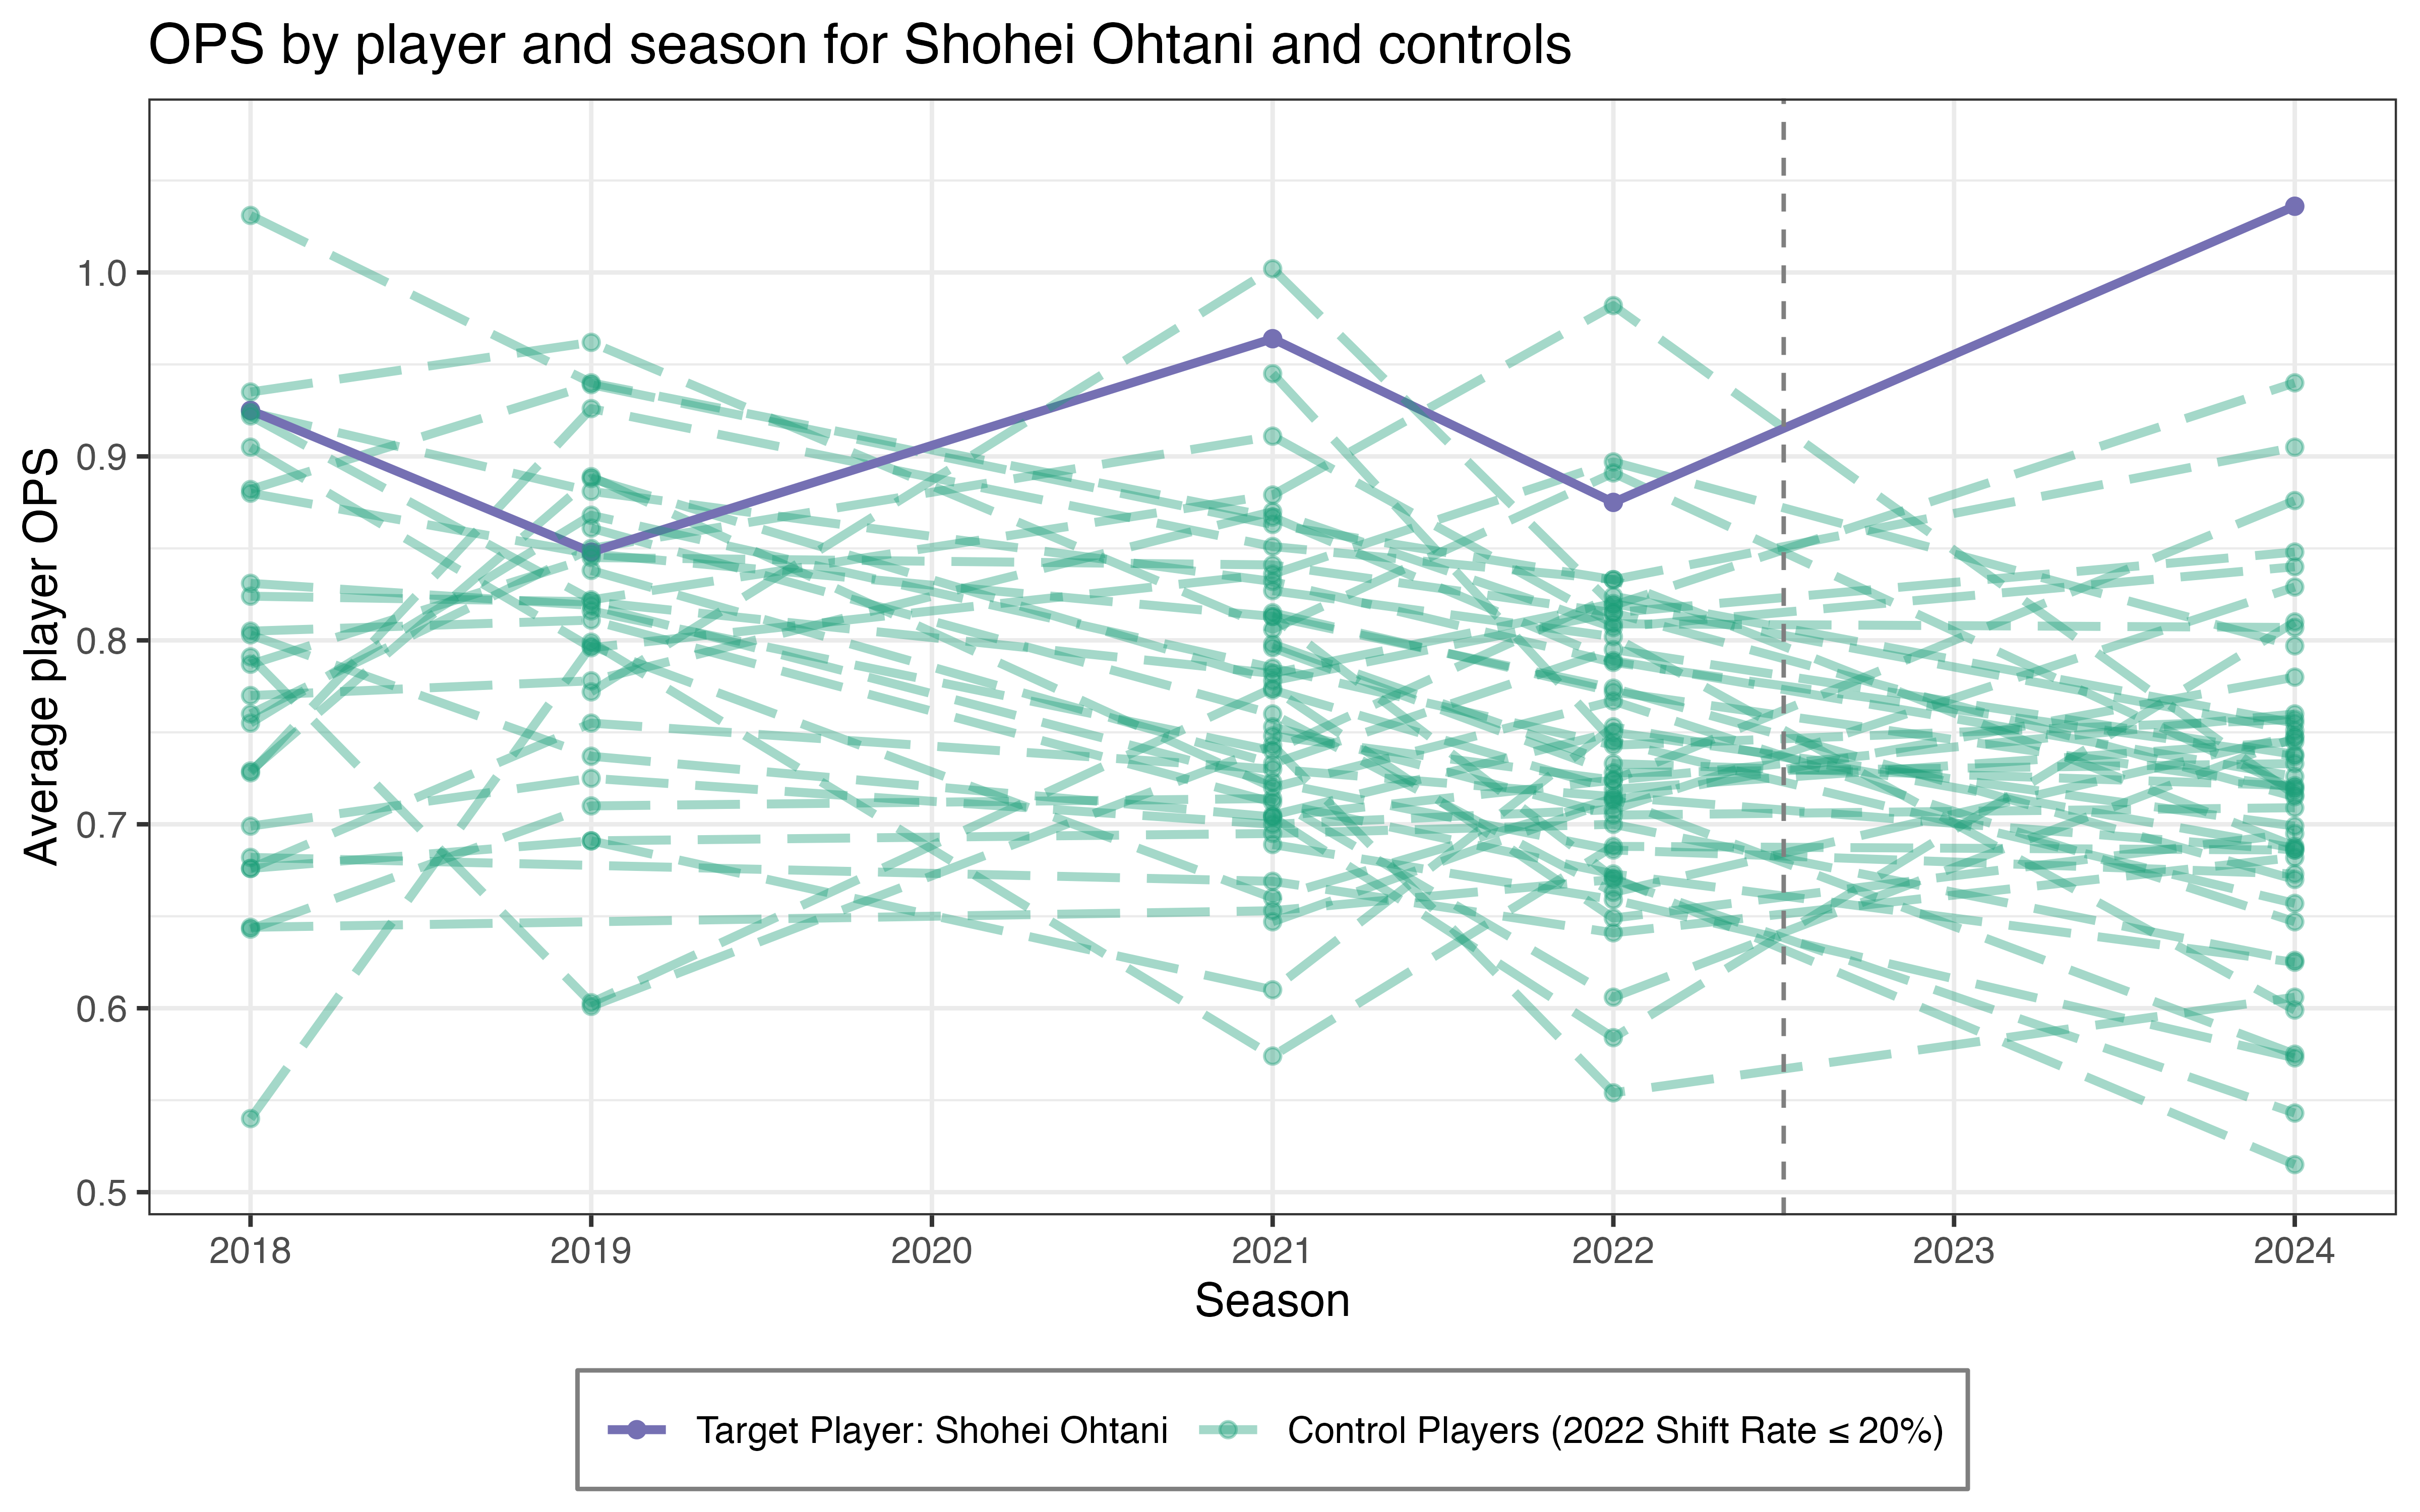 OPS by player and season for Shohei Ohtani and controls
Average player OPS
1.0
0.9
0.8
0.7
0.6
0.5
2018 2019 2020 2021 2022 2023 2024
Season
Target Player: Shohei Ohtani Control Players (2022 Shift Rate ≤ 20%)